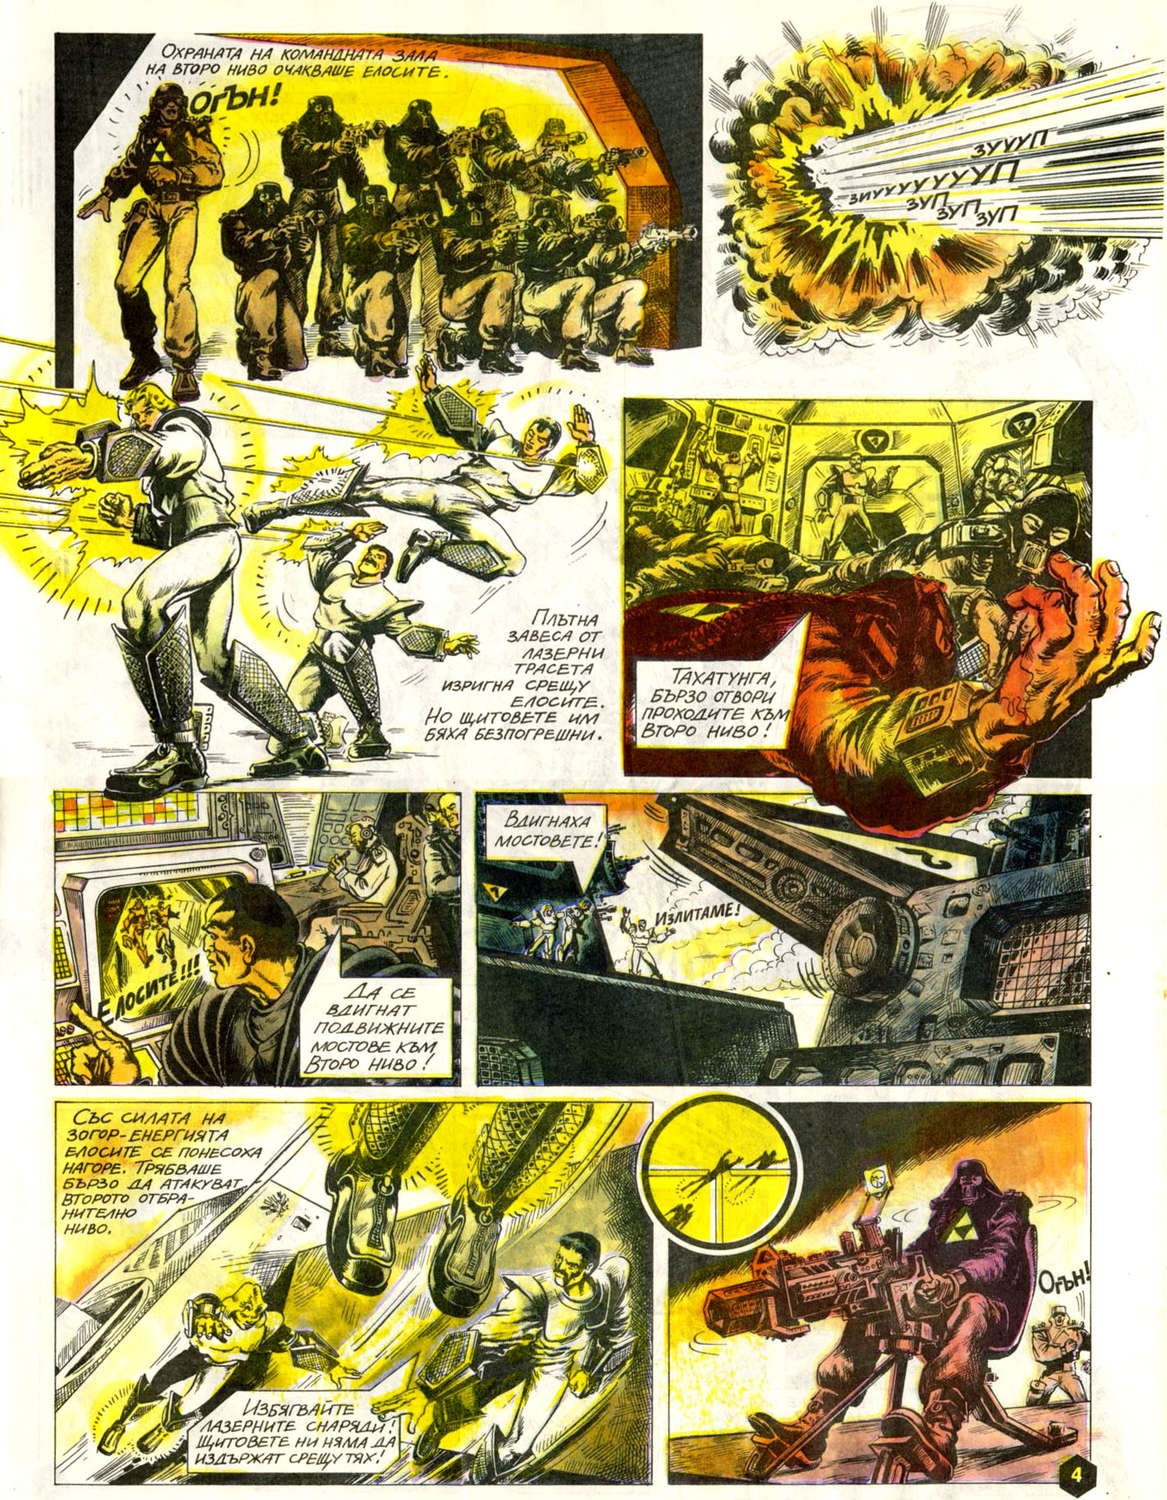 Охраната на командната зала
на второ ниво очакваше елосите.
Огън!
зууууп
зиууууууууп
зуп
зуп
зуп
Плътна
завеса от
лазерни
трасета
изригна срещу
елосите.
Но щитовете им
бяха безпогрешни.
Тахатунга,
бързо отвори
проходите към
второ ниво!
Елосите!!!
Да се
вдигнат
подвижните
мостове към
второ ниво!
Вдигнаха
мостовете!
Излитаме!
Със силата на
зогор-енергията
елосите се понесоха
нагоре. Трябваше
бързо да атакуват
второто отбра-
нително
ниво.
Избягвайте
лазерните снаряди!
Щитовете ни няма да
издържат срещу тях!
Огън!
4